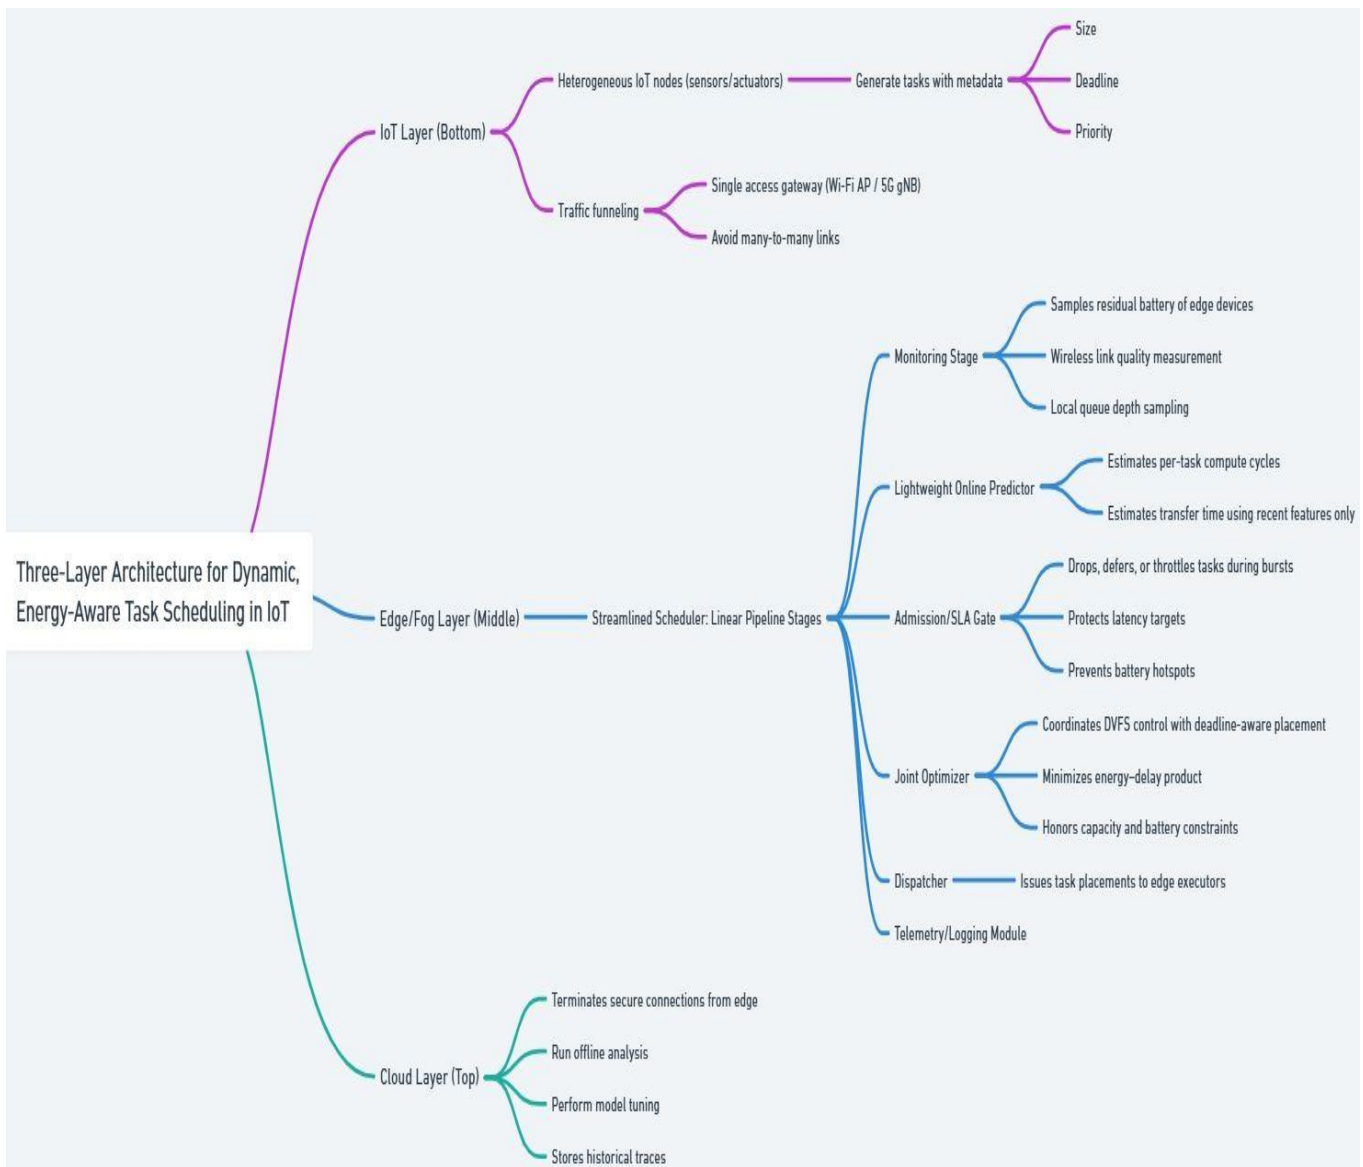 Three-Layer Architecture for Dynamic,
Energy-Aware Task Scheduling in IoT
IoT Layer (Bottom)
Heterogeneous IoT nodes (sensors/actuators)
Generate tasks with metadata
Size
Deadline
Priority
Traffic funneling
Single access gateway (Wi-Fi AP / 5G gNB)
Avoid many-to-many links
Edge/Fog Layer (Middle)
Streamlined Scheduler: Linear Pipeline Stages
Monitoring Stage
Samples residual battery of edge devices
Wireless link quality measurement
Local queue depth sampling
Lightweight Online Predictor
Estimates per-task compute cycles
Estimates transfer time using recent features only
Admission/SLA Gate
Drops, defers, or throttles tasks during bursts
Protects latency targets
Prevents battery hotspots
Joint Optimizer
Coordinates DVFS control with deadline-aware placement
Minimizes energy–delay product
Honors capacity and battery constraints
Dispatcher
Issues task placements to edge executors
Telemetry/Logging Module
Cloud Layer (Top)
Terminates secure connections from edge
Run offline analysis
Perform model tuning
Stores historical traces